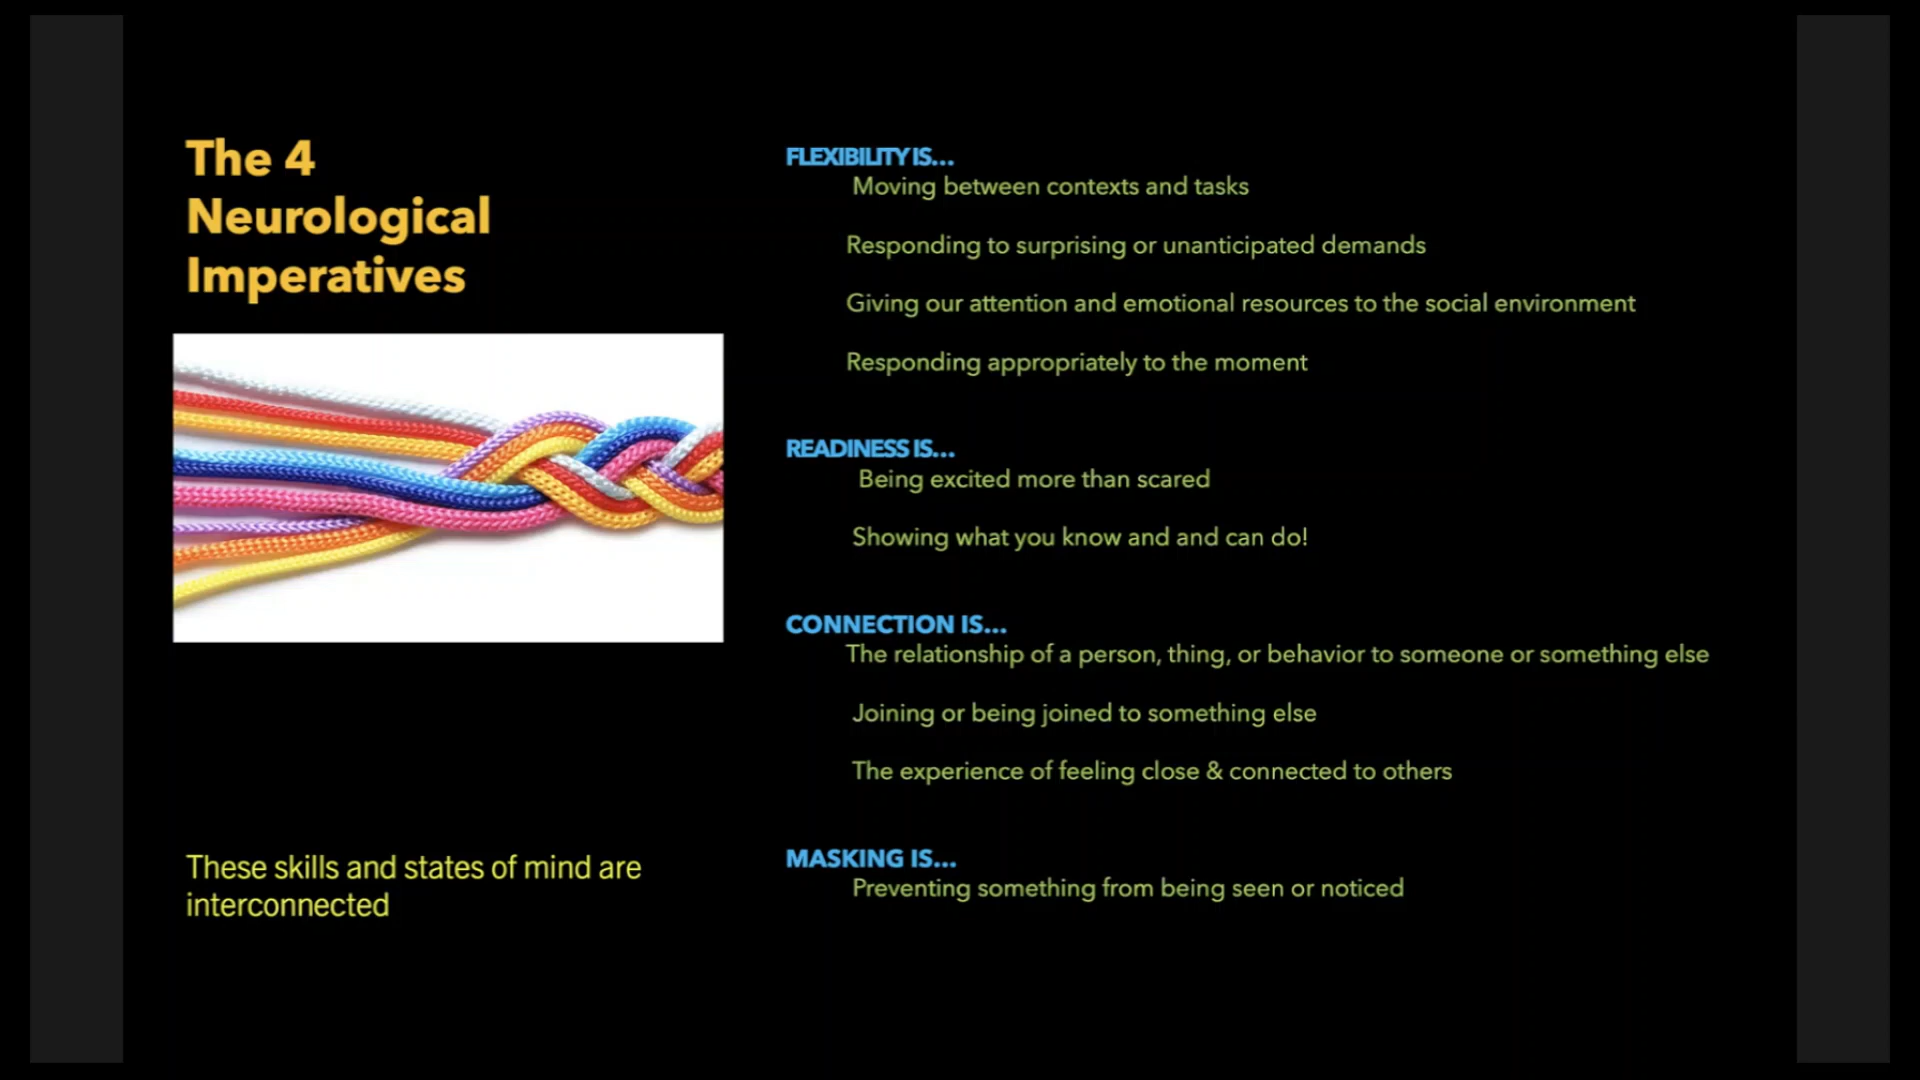 The 4
Neurological
Imperatives
These skills and states of mind are
interconnected
FLEXIBILITY IS...
Moving between contexts and tasks
Responding to surprising or unanticipated demands
Giving our attention and emotional resources to the social environment
Responding appropriately to the moment
READINESS IS...
Being excited more than scared
Showing what you know and and can do!
CONNECTION IS...
The relationship of a person, thing, or behavior to someone or something else
Joining or being joined to something else
The experience of feeling close & connected to others
MASKING IS...
Preventing something from being seen or noticed